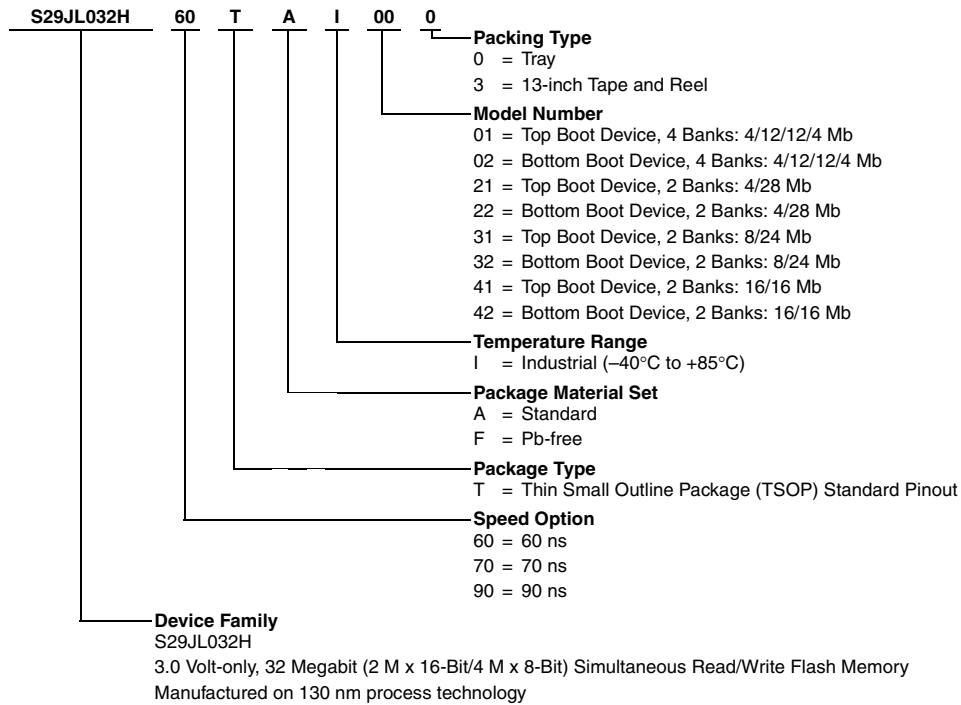 S29JL032H 60 T A I 00 0
Packing Type
0 = Tray
3 = 13-inch Tape and Reel
Model Number
01 = Top Boot Device, 4 Banks: 4/12/12/4 Mb
02 = Bottom Boot Device, 4 Banks: 4/12/12/4 Mb
21 = Top Boot Device, 2 Banks: 4/28 Mb
22 = Bottom Boot Device, 2 Banks: 4/28 Mb
31 = Top Boot Device, 2 Banks: 8/24 Mb
32 = Bottom Boot Device, 2 Banks: 8/24 Mb
41 = Top Boot Device, 2 Banks: 16/16 Mb
42 = Bottom Boot Device, 2 Banks: 16/16 Mb
Temperature Range
I = Industrial (–40°C to +85°C)
Package Material Set
A = Standard
F = Pb-free
Package Type
T = Thin Small Outline Package (TSOP) Standard Pinout
Speed Option
60 = 60 ns
70 = 70 ns
90 = 90 ns
Device Family
S29JL032H
3.0 Volt-only, 32 Megabit (2 M x 16-Bit/4 M x 8-Bit) Simultaneous Read/Write Flash Memory
Manufactured on 130 nm process technology